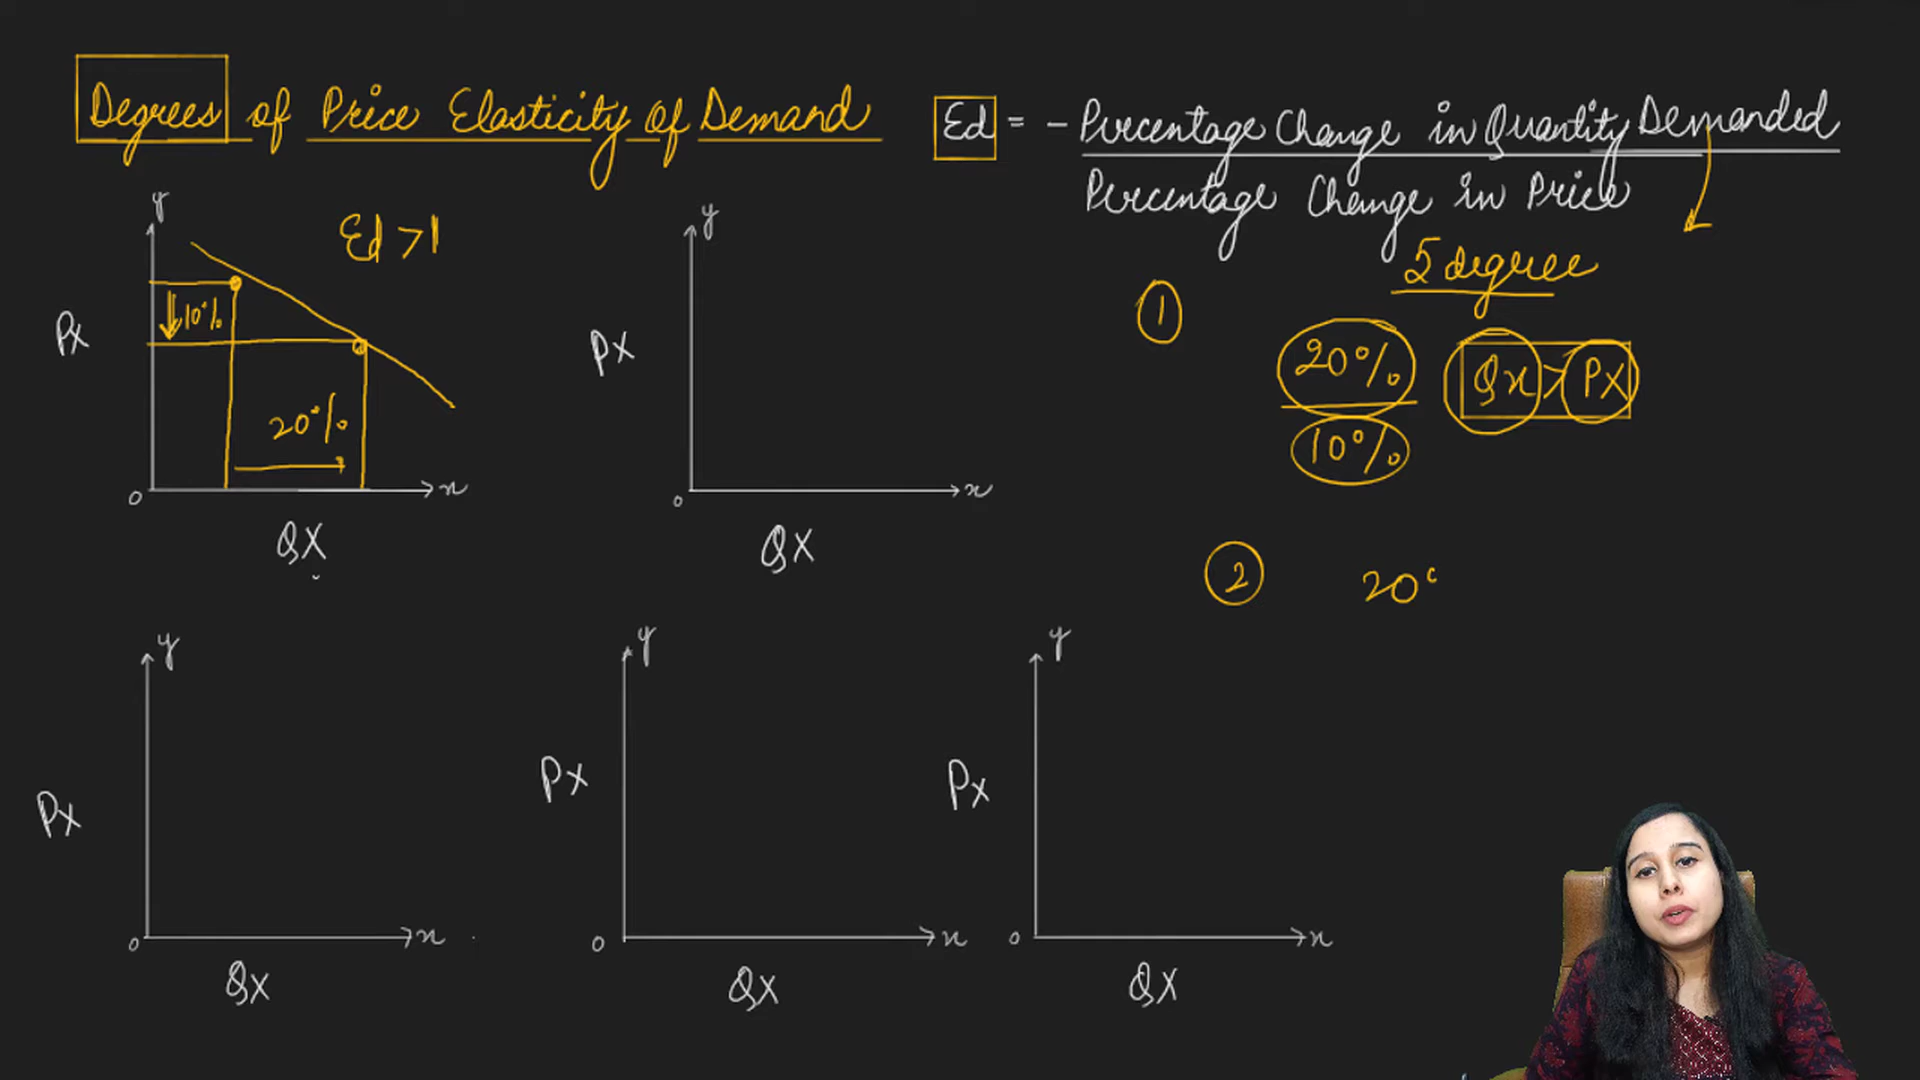 Degrees of Price Elasticity of Demand
Ed = - Percentage Change in Quantity Demanded
Percentage Change in Price
5 degree
y
Ed >1
↓10%
Px
20%
0
x
QX
y
PX
0
x
QX
1
20%
10%
Qx > PX
2
20°
y
Px
0
x
QX
y
Px
0
x
QX
y
Px
0
x
QX